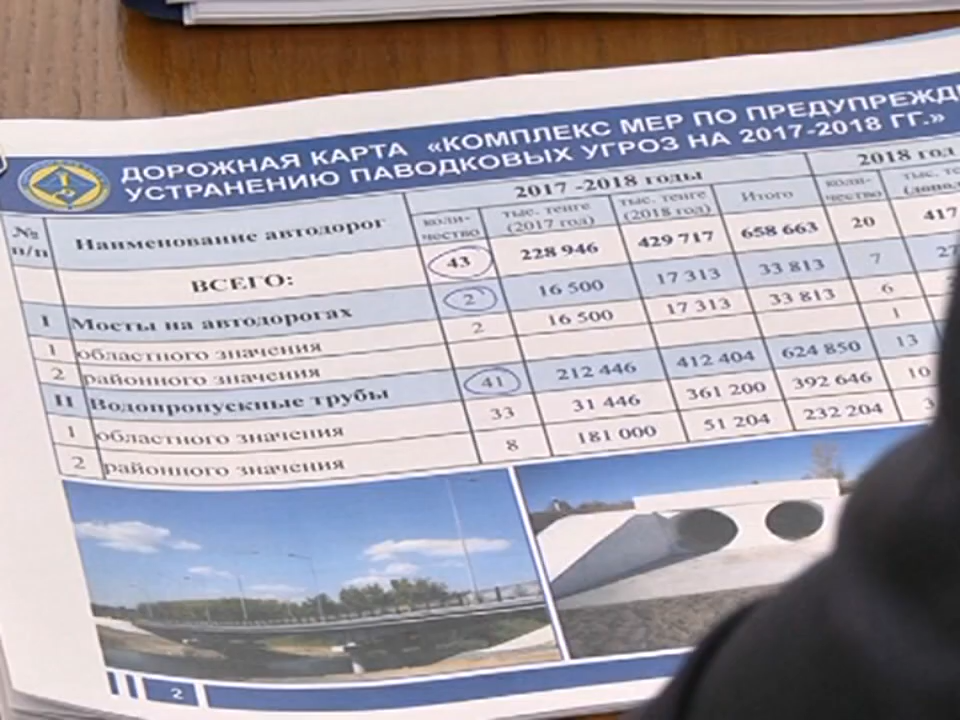 ДОРОЖНАЯ КАРТА «КОМПЛЕКС МЕР ПО ПРЕДУПРЕЖД
УСТРАНЕНИЮ ПАВОДКОВЫХ УГРОЗ НА 2017-2018 ГГ.»
№ п/п Наименование автодорог 2017 -2018 годы 2018 год
коли-чество тыс. тенге (2017 год) тыс. тенге (2018 год) Итого коли-чество тыс.
ВСЕГО: 43 228 946 429 717 658 663 20 417
I Мосты на автодорогах 2 16 500 17 313 33 813 7 27
1 областного значения 2 16 500 17 313 33 813 6
2 районного значения 1
II Водопропускные трубы 41 212 446 412 404 624 850 13
1 областного значения 33 31 446 361 200 392 646 10
2 районного значения 8 181 000 51 204 232 204 3
2